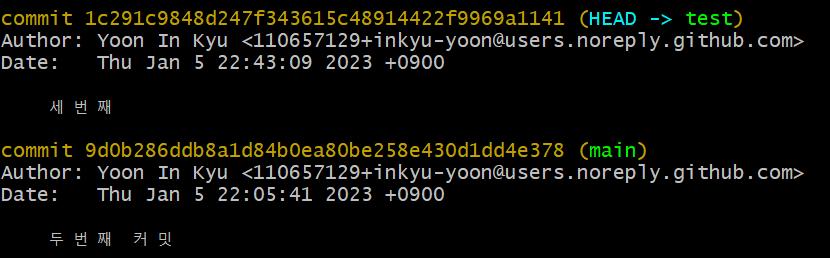 commit 1c291c9848d247f343615c48914422f9969a1141 (HEAD -> test)
Author: Yoon In Kyu <110657129+inkyu-yoon@users.noreply.github.com>
Date:   Thu Jan 5 22:43:09 2023 +0900
세 번 째
commit 9d0b286ddb8a1d84b0ea80be258e430d1dd4e378 (main)
Author: Yoon In Kyu <110657129+inkyu-yoon@users.noreply.github.com>
Date:   Thu Jan 5 22:05:41 2023 +0900
두 번 째  커 밋